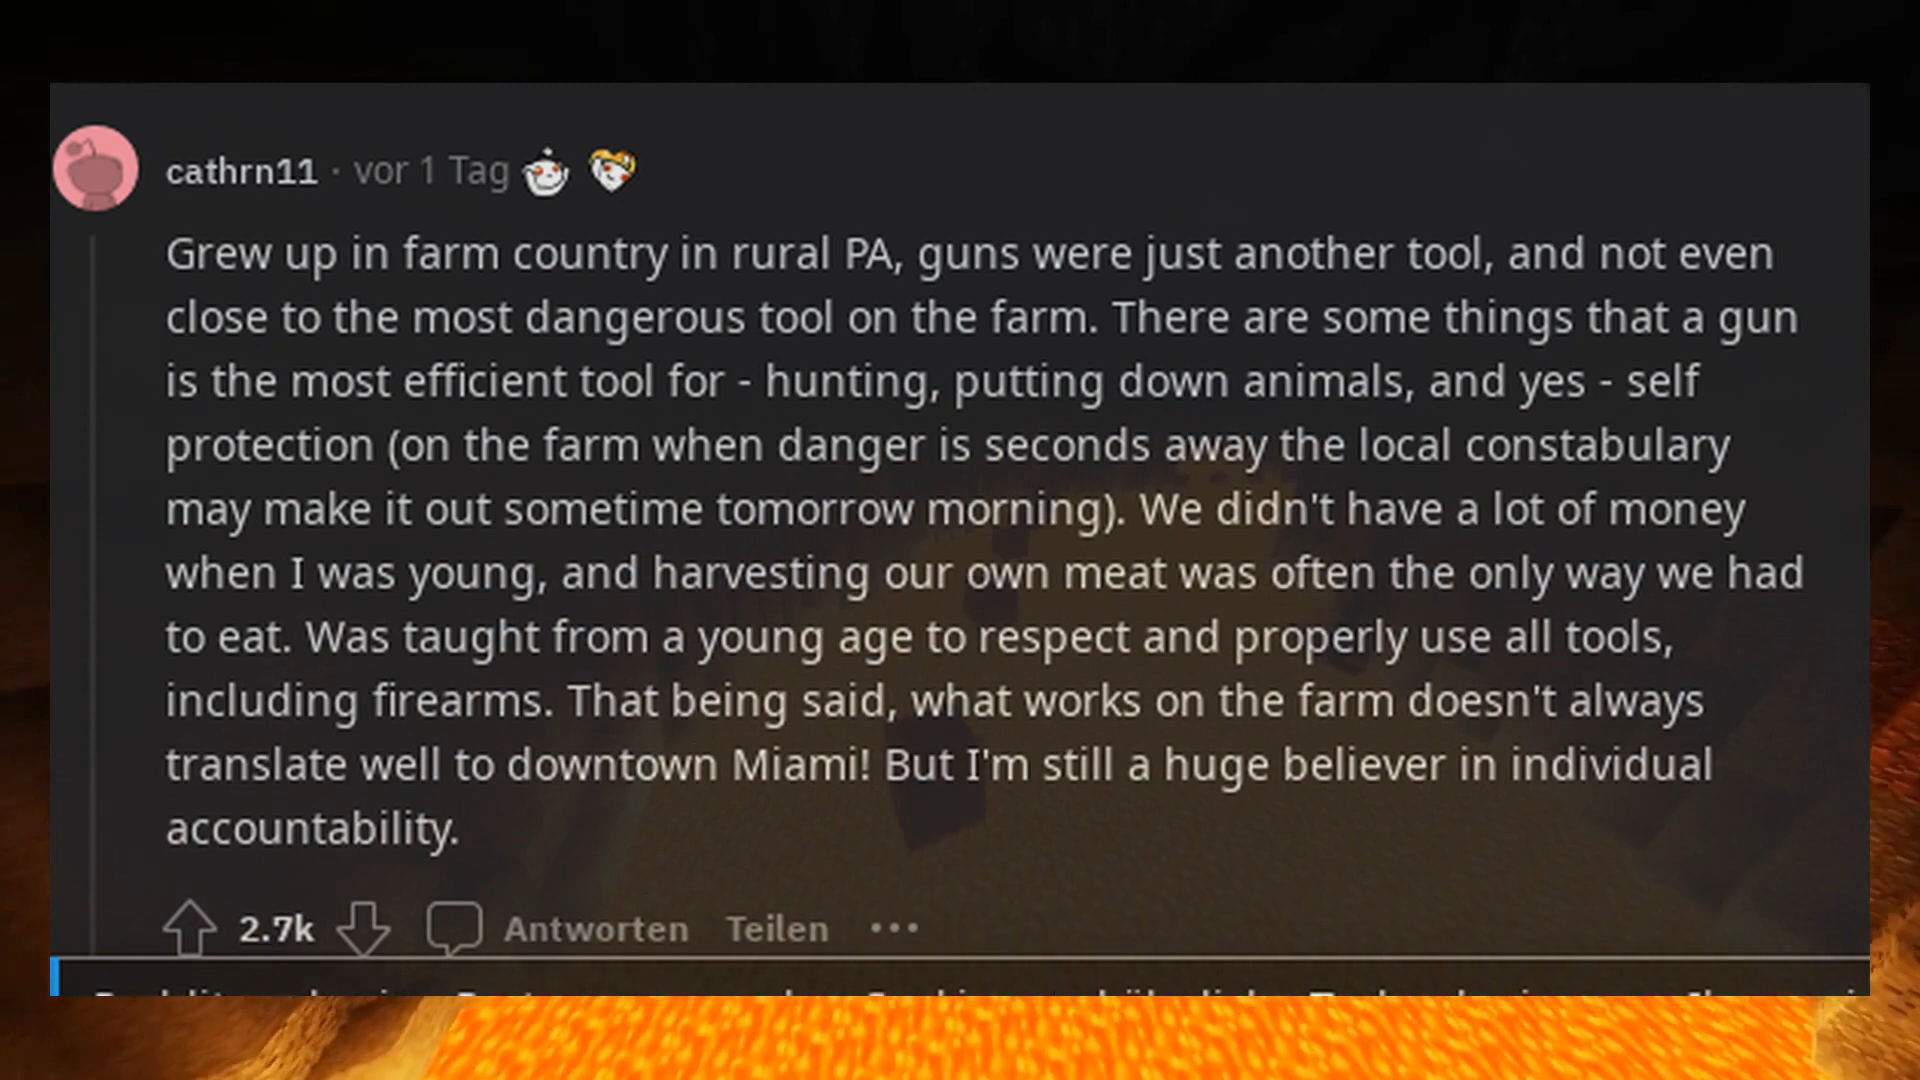 cathrn11 · vor 1 Tag
Grew up in farm country in rural PA, guns were just another tool, and not even
close to the most dangerous tool on the farm. There are some things that a gun
is the most efficient tool for - hunting, putting down animals, and yes - self
protection (on the farm when danger is seconds away the local constabulary
may make it out sometime tomorrow morning). We didn't have a lot of money
when I was young, and harvesting our own meat was often the only way we had
to eat. Was taught from a young age to respect and properly use all tools,
including firearms. That being said, what works on the farm doesn't always
translate well to downtown Miami! But I'm still a huge believer in individual
accountability.
2.7k Antworten Teilen •••